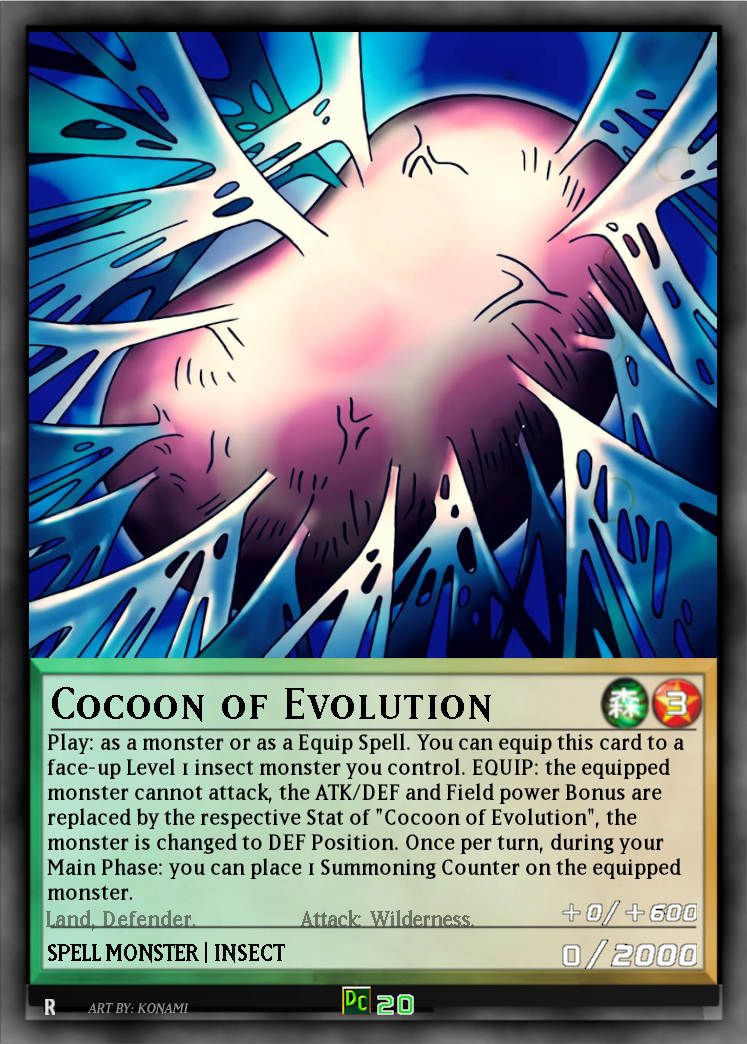 Cocoon of Evolution
森 3
Play: as a monster or as a Equip Spell. You can equip this card to a
face-up Level 1 insect monster you control. EQUIP: the equipped
monster cannot attack, the ATK/DEF and Field power Bonus are
replaced by the respective Stat of "Cocoon of Evolution", the
monster is changed to DEF Position. Once per turn, during your
Main Phase: you can place 1 Summoning Counter on the equipped
monster.
Land, Defender. Attack: Wilderness. +0/+600
SPELL MONSTER | INSECT 0/2000
R ART BY: KONAMI DC 20